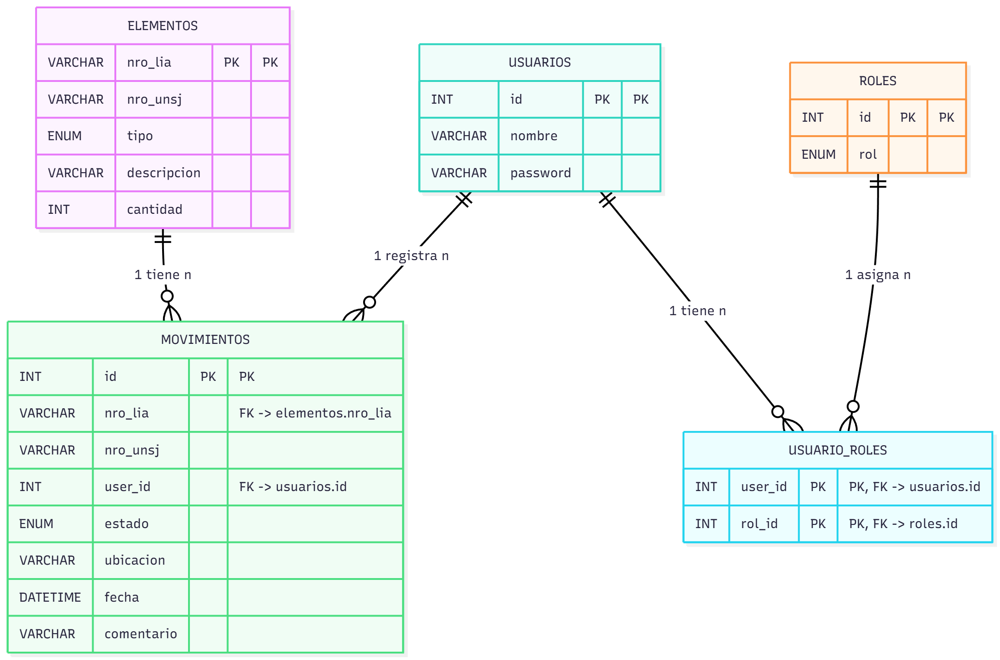 ELEMENTOS
VARCHAR nro_lia PK PK
VARCHAR nro_unsj
ENUM tipo
VARCHAR descripcion
INT cantidad
USUARIOS
INT id PK PK
VARCHAR nombre
VARCHAR password
ROLES
INT id PK PK
ENUM rol
1 tiene n
1 registra n
1 tiene n
1 asigna n
MOVIMIENTOS
INT id PK PK
VARCHAR nro_lia FK -> elementos.nro_lia
VARCHAR nro_unsj
INT user_id FK -> usuarios.id
ENUM estado
VARCHAR ubicacion
DATETIME fecha
VARCHAR comentario
USUARIO_ROLES
INT user_id PK PK, FK -> usuarios.id
INT rol_id PK PK, FK -> roles.id